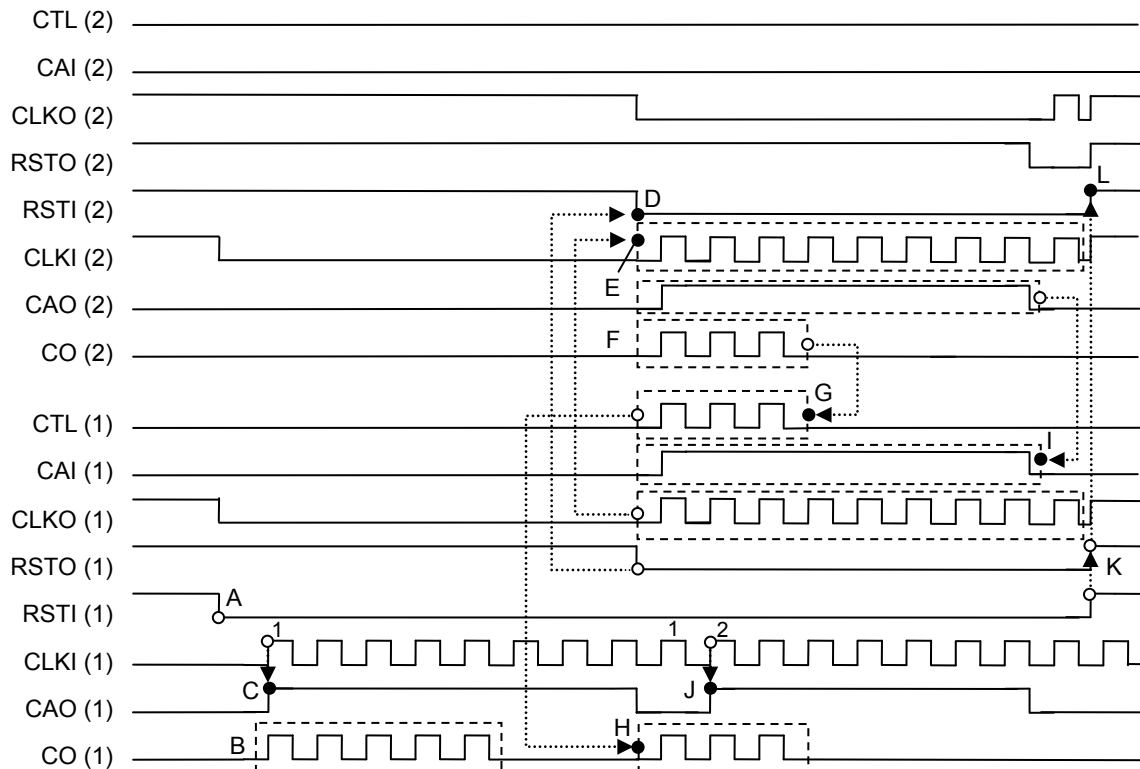 CTL (2)
CAI (2)
CLKO (2)
RSTO (2)
L
RSTI (2)
D
CLKI (2)
E
CAO (2)
CO (2)
F
G
CTL (1)
CAI (1)
I
CLKO (1)
RSTO (1)
K
RSTI (1)
A
CLKI (1)
1
1
2
CAO (1)
C
J
CO (1)
B
H